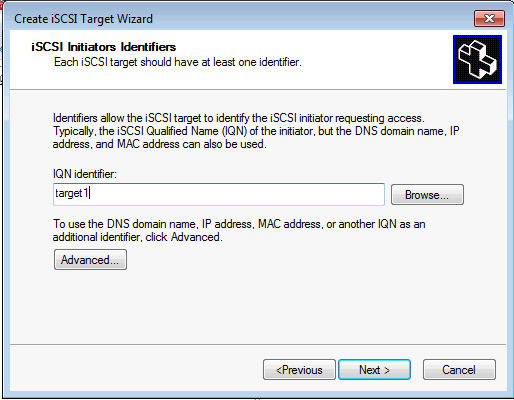 Create iSCSI Target Wizard
iSCSI Initiators Identifiers
Each iSCSI target should have at least one identifier.
Identifiers allow the iSCSI target to identify the iSCSI initiator requesting access.
Typically, the iSCSI Qualified Name (IQN) of the initiator, but the DNS domain name, IP
address, and MAC address can also be used.
IQN identifier:
target1
Browse...
To use the DNS domain name, IP address, MAC address, or another IQN as an
additional identifier, click Advanced.
Advanced...
<Previous
Next >
Cancel